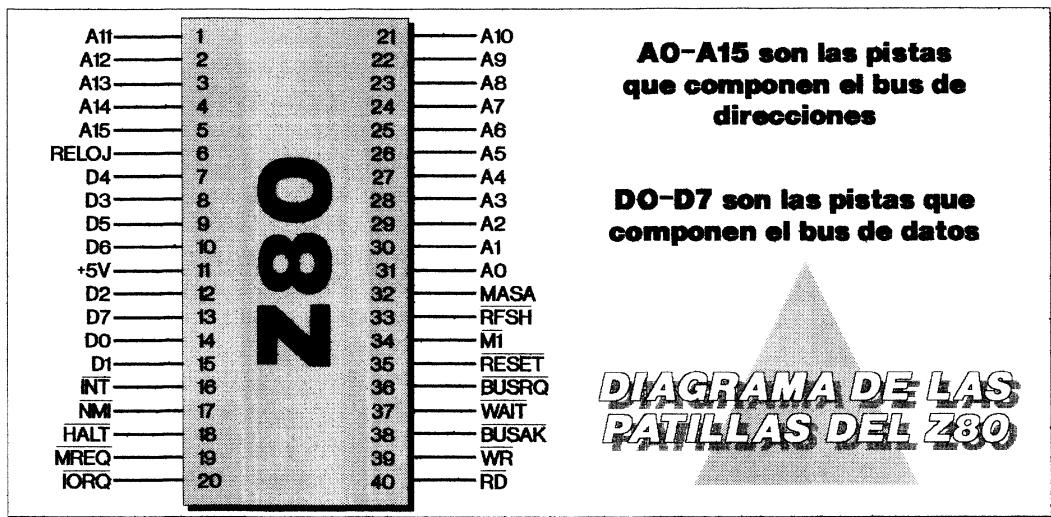 A11 1 21 A10
A12 2 22 A9
A13 3 23 A8
A14 4 24 A7
A15 5 25 A6
RELOJ 6 26 A5
D4 7 27 A4
D3 8 28 A3
D5 9 29 A2
D6 10 30 A1
+5V 11 31 A0
D2 12 32 MASA
D7 13 33 RFSH
D0 14 34 M1
D1 15 35 RESET
INT 16 36 BUSRQ
NMI 17 37 WAIT
HALT 18 38 BUSAK
MREQ 19 39 WR
IORQ 20 40 RD
Z80
A0-A15 son las pistas
que componen el bus de
direcciones
D0-D7 son las pistas que
componen el bus de datos
DIAGRAMA DE LAS
PATILLAS DEL Z80